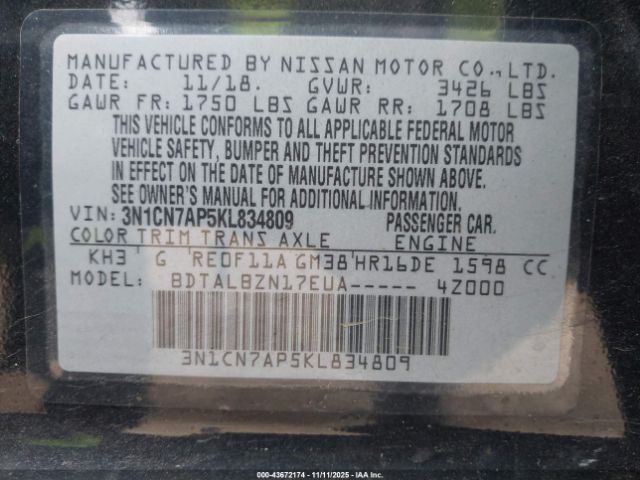 MANUFACTURED BY NISSAN MOTOR CO., LTD.
DATE: 11/18. GVWR: 3426 LBS
GAWR FR: 1750 LBS GAWR RR: 1708 LBS
THIS VEHICLE CONFORMS TO ALL APPLICABLE FEDERAL MOTOR
VEHICLE SAFETY, BUMPER AND THEFT PREVENTION STANDARDS
IN EFFECT ON THE DATE OF MANUFACTURE SHOWN ABOVE.
SEE OWNER'S MANUAL FOR ADDITIONAL INFORMATION.
VIN: 3N1CN7AP5KL834809 PASSENGER CAR.
COLOR TRIM TRANS AXLE ENGINE
KH3 G RE0F11A GM38 HR16DE 1598 CC
MODEL: BDTALBZN17EUA----- 4Z000
3N1CN7AP5KL834809
000-43672174 - 11/11/2025 - IAAI.COM